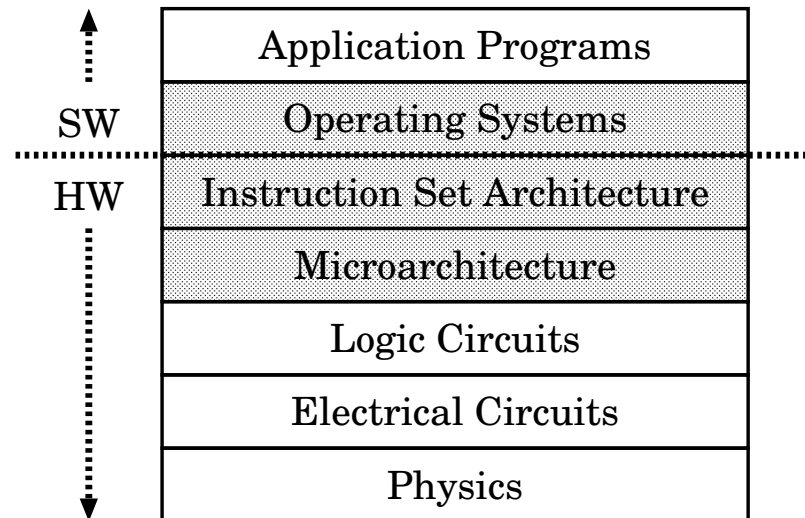 Application Programs
SW
Operating Systems
HW
Instruction Set Architecture
Microarchitecture
Logic Circuits
Electrical Circuits
Physics